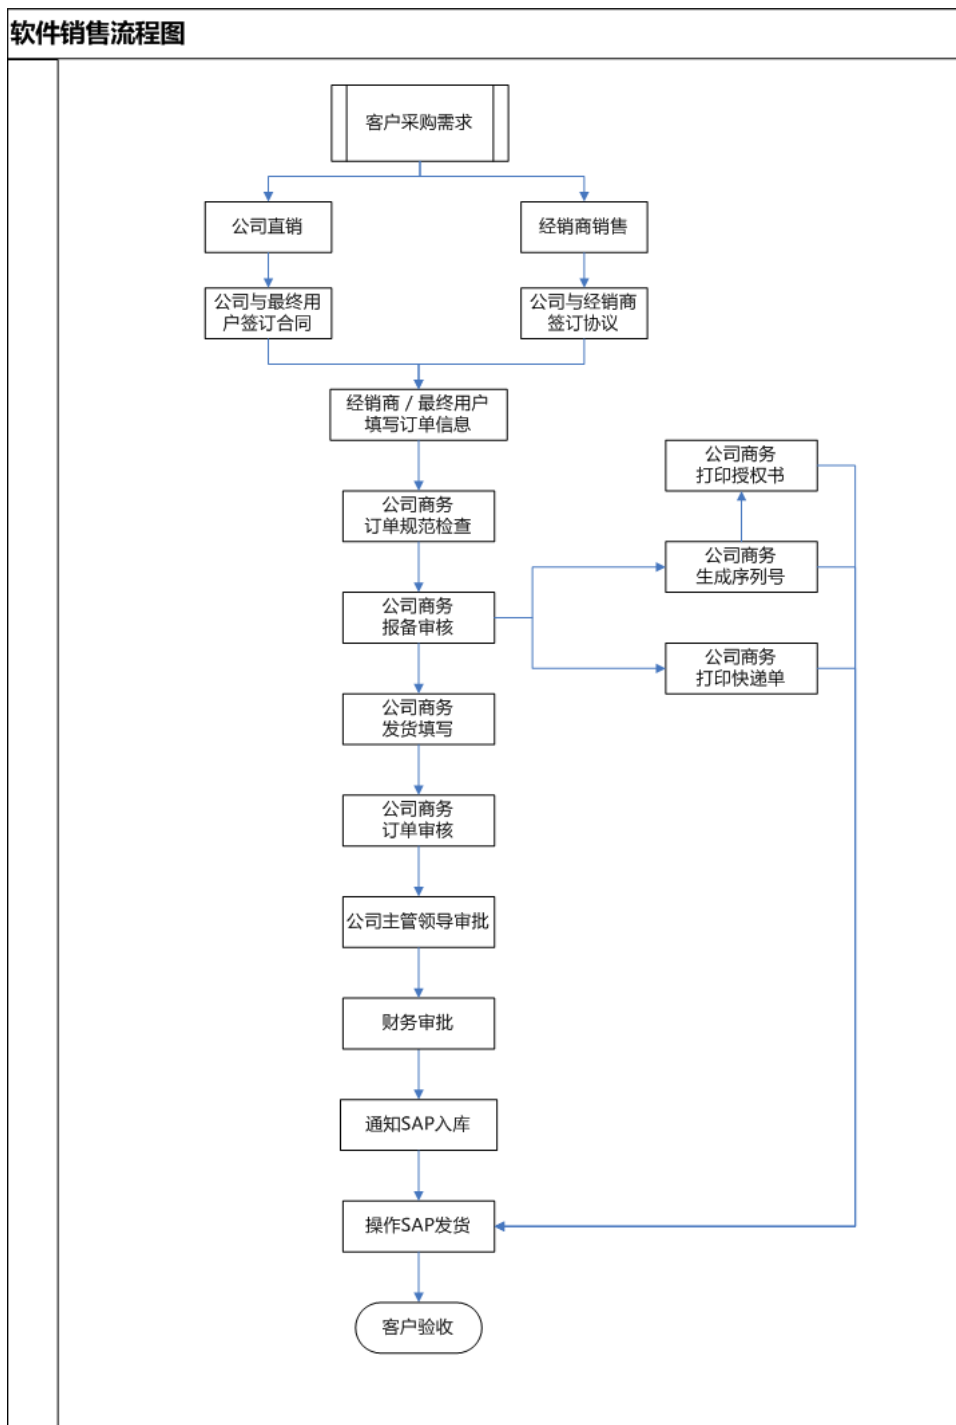 软件销售流程图
客户采购需求
公司直销
经销商销售
公司与最终用
户签订合同
公司与经销商
签订协议
经销商 / 最终用户
填写订单信息
公司商务
打印授权书
公司商务
订单规范检查
公司商务
生成序列号
公司商务
报备审核
公司商务
打印快递单
公司商务
发货填写
公司商务
订单审核
公司主管领导审批
财务审批
通知SAP入库
操作SAP发货
客户验收